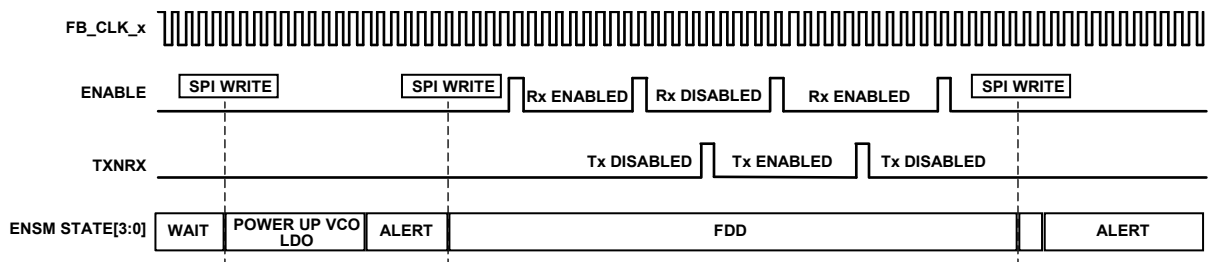 FB_CLK_x
ENABLE
SPI WRITE
SPI WRITE
Rx ENABLED
Rx DISABLED
Rx ENABLED
SPI WRITE
TXNRX
Tx DISABLED
Tx ENABLED
Tx DISABLED
ENSM STATE[3:0]
WAIT
POWER UP VCO
LDO
ALERT
FDD
ALERT